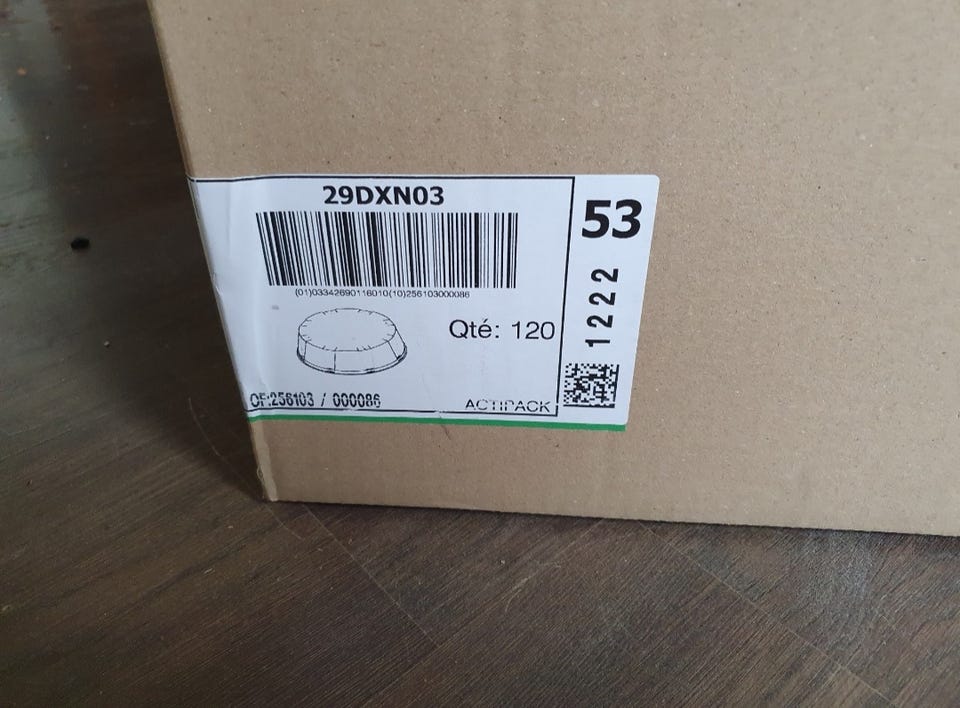 29DXN03
(01)03342690116010(10)256103000086
Qté: 120
OF:256103 / 000086
ACTIPACK
53
1222